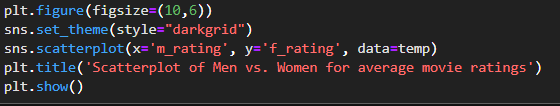 plt.figure(figsize=(10,6))
sns.set_theme(style="darkgrid")
sns.scatterplot(x='m_rating', y='f_rating', data=temp)
plt.title('Scatterplot of Men vs. Women for average movie ratings')
plt.show()